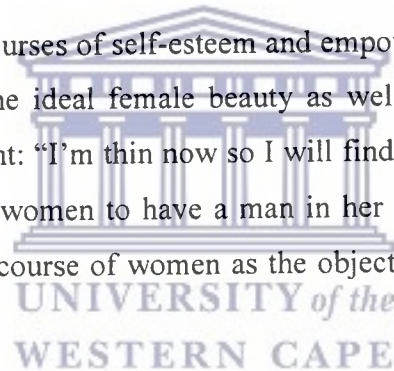 urses of self-esteem and empo
ne ideal female beauty as wel
nt: “I’m thin now so I will find
women to have a man in her
course of women as the object
UNIVERSITY of the
WESTERN CAPE